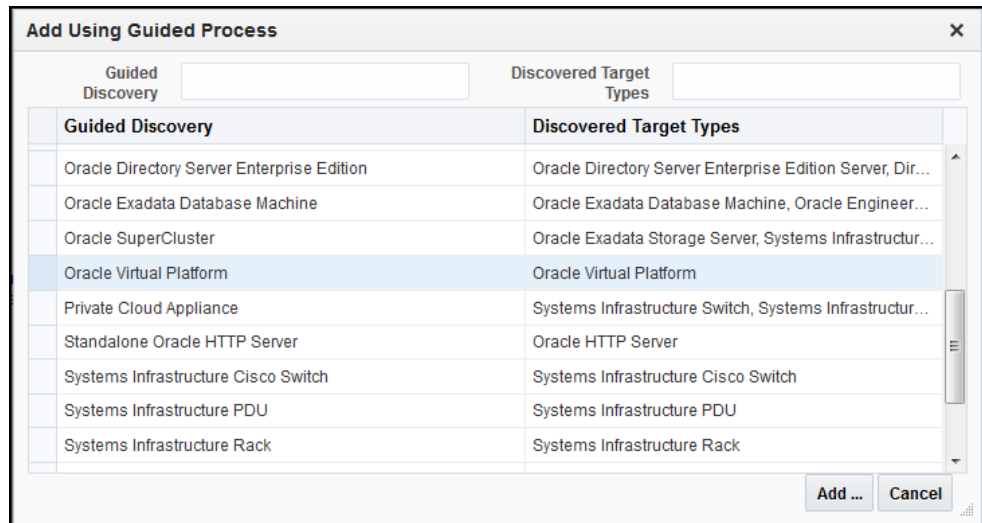 Add Using Guided Process
Guided Discovery
Discovered Target Types
Guided Discovery Discovered Target Types
Oracle Directory Server Enterprise Edition Oracle Directory Server Enterprise Edition Server, Dir...
Oracle Exadata Database Machine Oracle Exadata Database Machine, Oracle Engineer...
Oracle SuperCluster Oracle Exadata Storage Server, Systems Infrastructur...
Oracle Virtual Platform Oracle Virtual Platform
Private Cloud Appliance Systems Infrastructure Switch, Systems Infrastructur...
Standalone Oracle HTTP Server Oracle HTTP Server
Systems Infrastructure Cisco Switch Systems Infrastructure Cisco Switch
Systems Infrastructure PDU Systems Infrastructure PDU
Systems Infrastructure Rack Systems Infrastructure Rack
Add ... Cancel